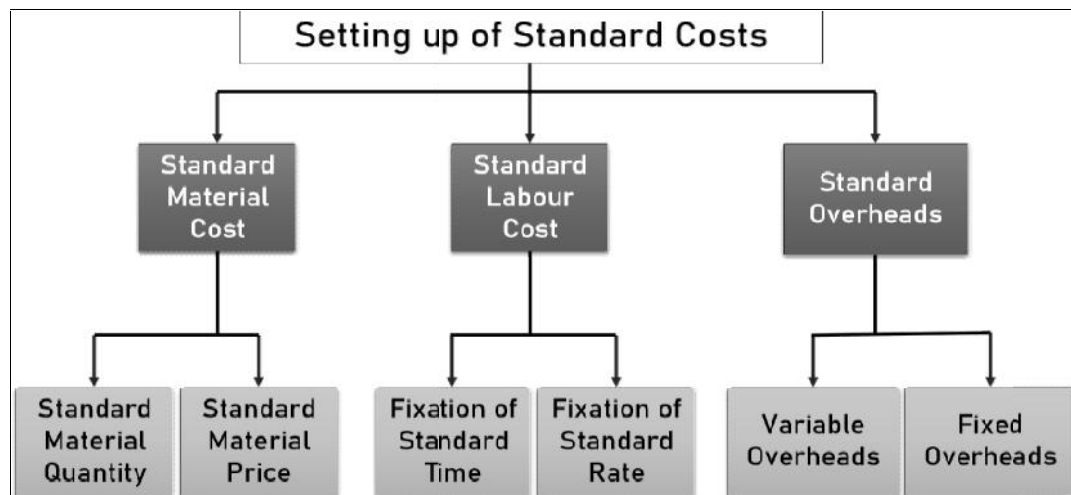 Setting up of Standard Costs
Standard
Material
Cost
Standard
Labour
Cost
Standard
Overheads
Standard
Material
Quantity
Standard
Material
Price
Fixation of
Standard
Time
Fixation of
Standard
Rate
Variable
Overheads
Fixed
Overheads